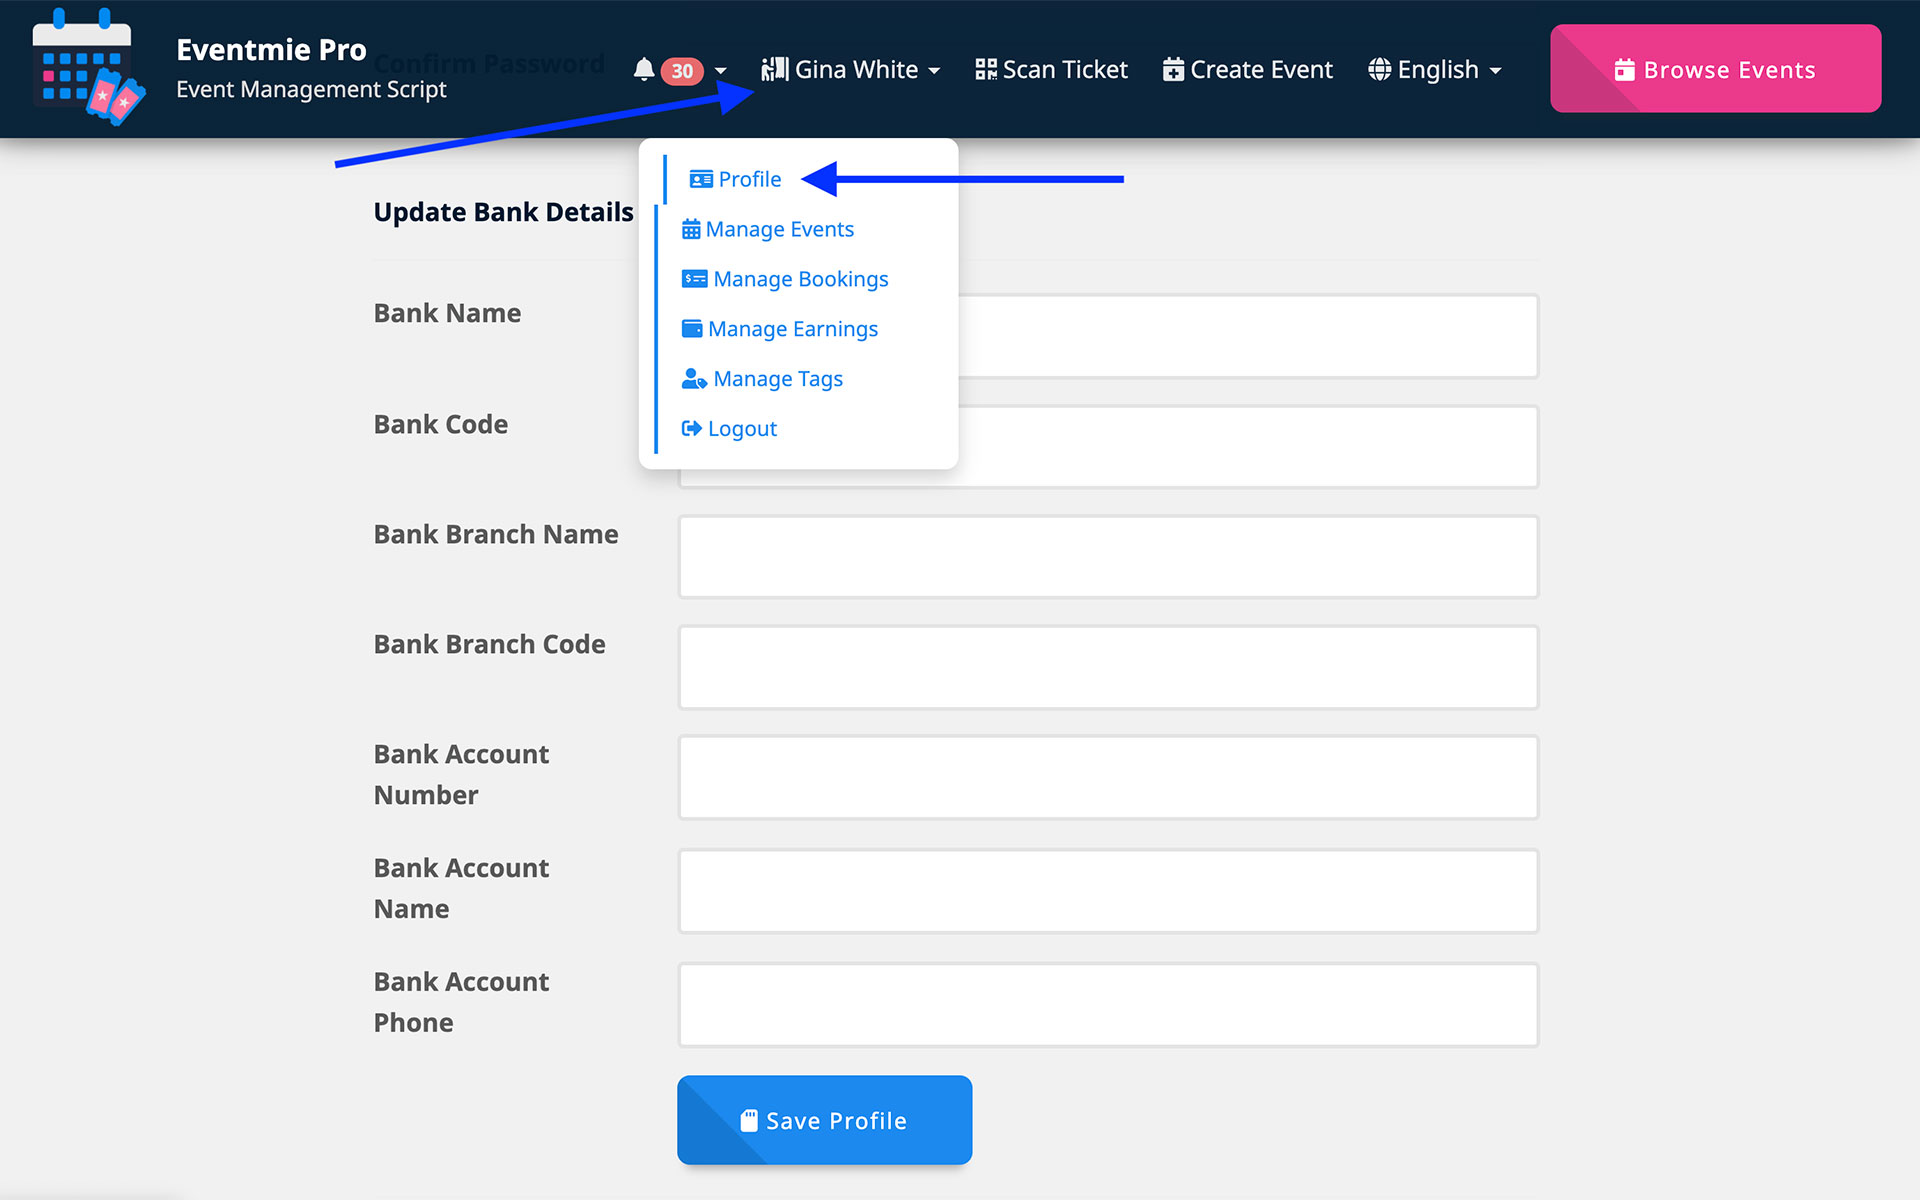 Eventmie Pro
Event Management Script
Confirm Password
30
Gina White
Scan Ticket
Create Event
English
Browse Events
Profile
Manage Events
Manage Bookings
Manage Earnings
Manage Tags
Logout
Update Bank Details
Bank Name
Bank Code
Bank Branch Name
Bank Branch Code
Bank Account
Number
Bank Account
Name
Bank Account
Phone
Save Profile